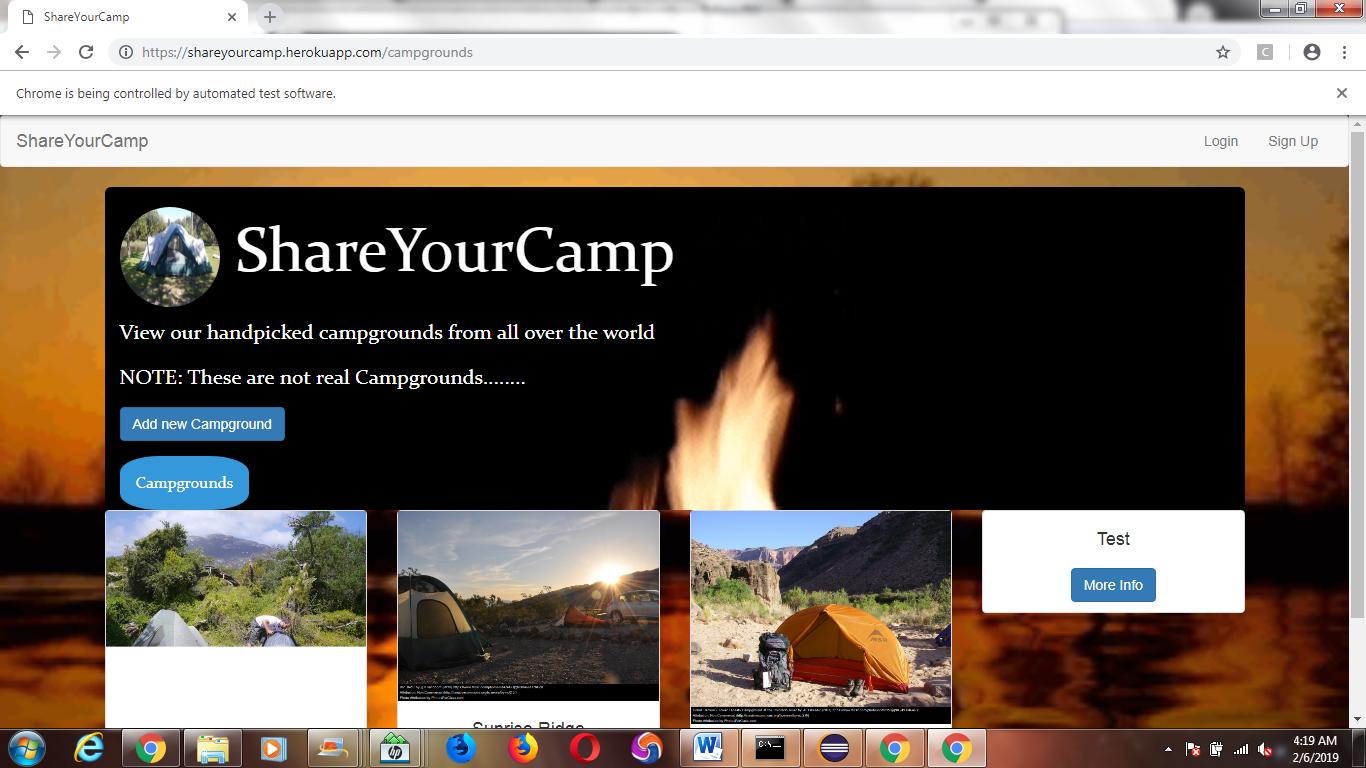 ShareYourCamp
https://shareyourcamp.herokuapp.com/campgrounds
C
Chrome is being controlled by automated test software.
ShareYourCamp
Login
Sign Up
ShareYourCamp
View our handpicked campgrounds from all over the world
NOTE: These are not real Campgrounds........
Add new Campground
Campgrounds
Test
More Info
Sunrise Ridge
4:19 AM
2/6/2019